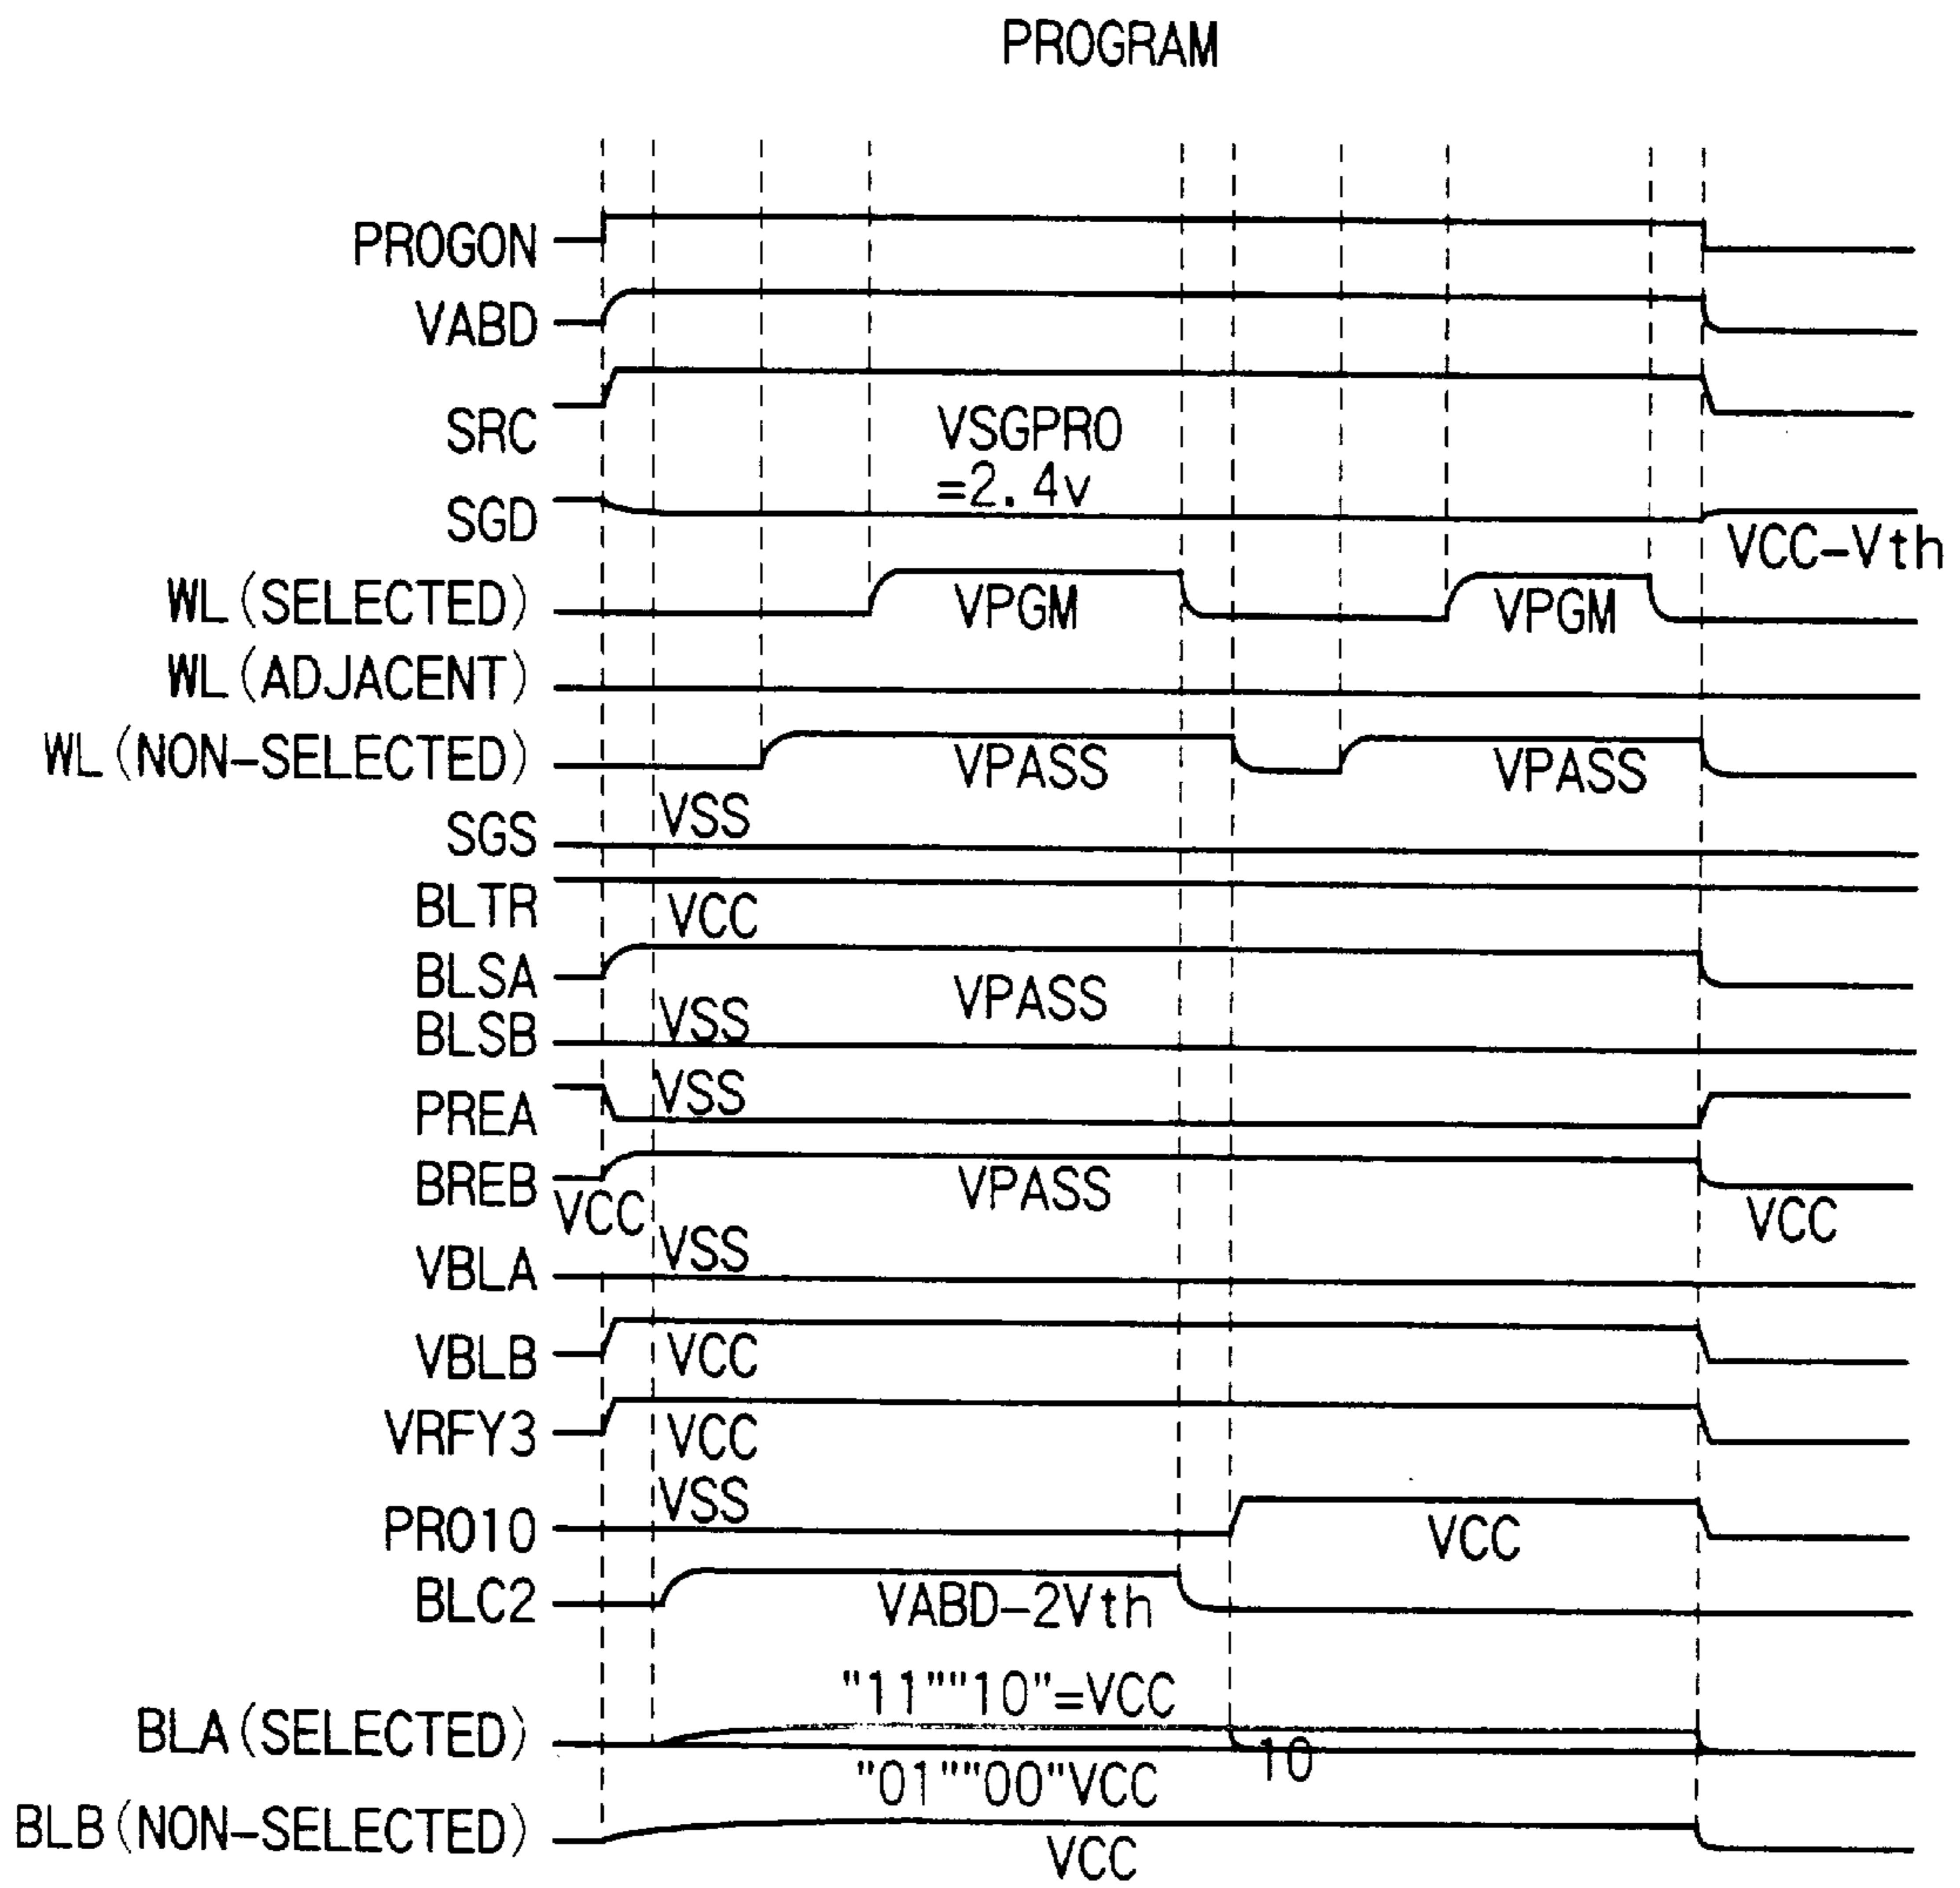 PROGRAM
PROGON
VABD
SRC
VSGPRO
=2.4v
SGD
VCC-Vth
WL(SELECTED)
VPGM
VPGM
WL(ADJACENT)
WL(NON-SELECTED)
VPASS
VPASS
SGS
VSS
BLTR
VCC
BLSA
VPASS
BLSB
VSS
PREA
VSS
BREB
VCC
VPASS
VCC
VBLA
VSS
VBLB
VCC
VRFY3
VCC
PRO10
VSS
VCC
BLC2
VABD-2Vth
"11""10"=VCC
BLA(SELECTED)
10
"01""00"VCC
BLB(NON-SELECTED)
VCC